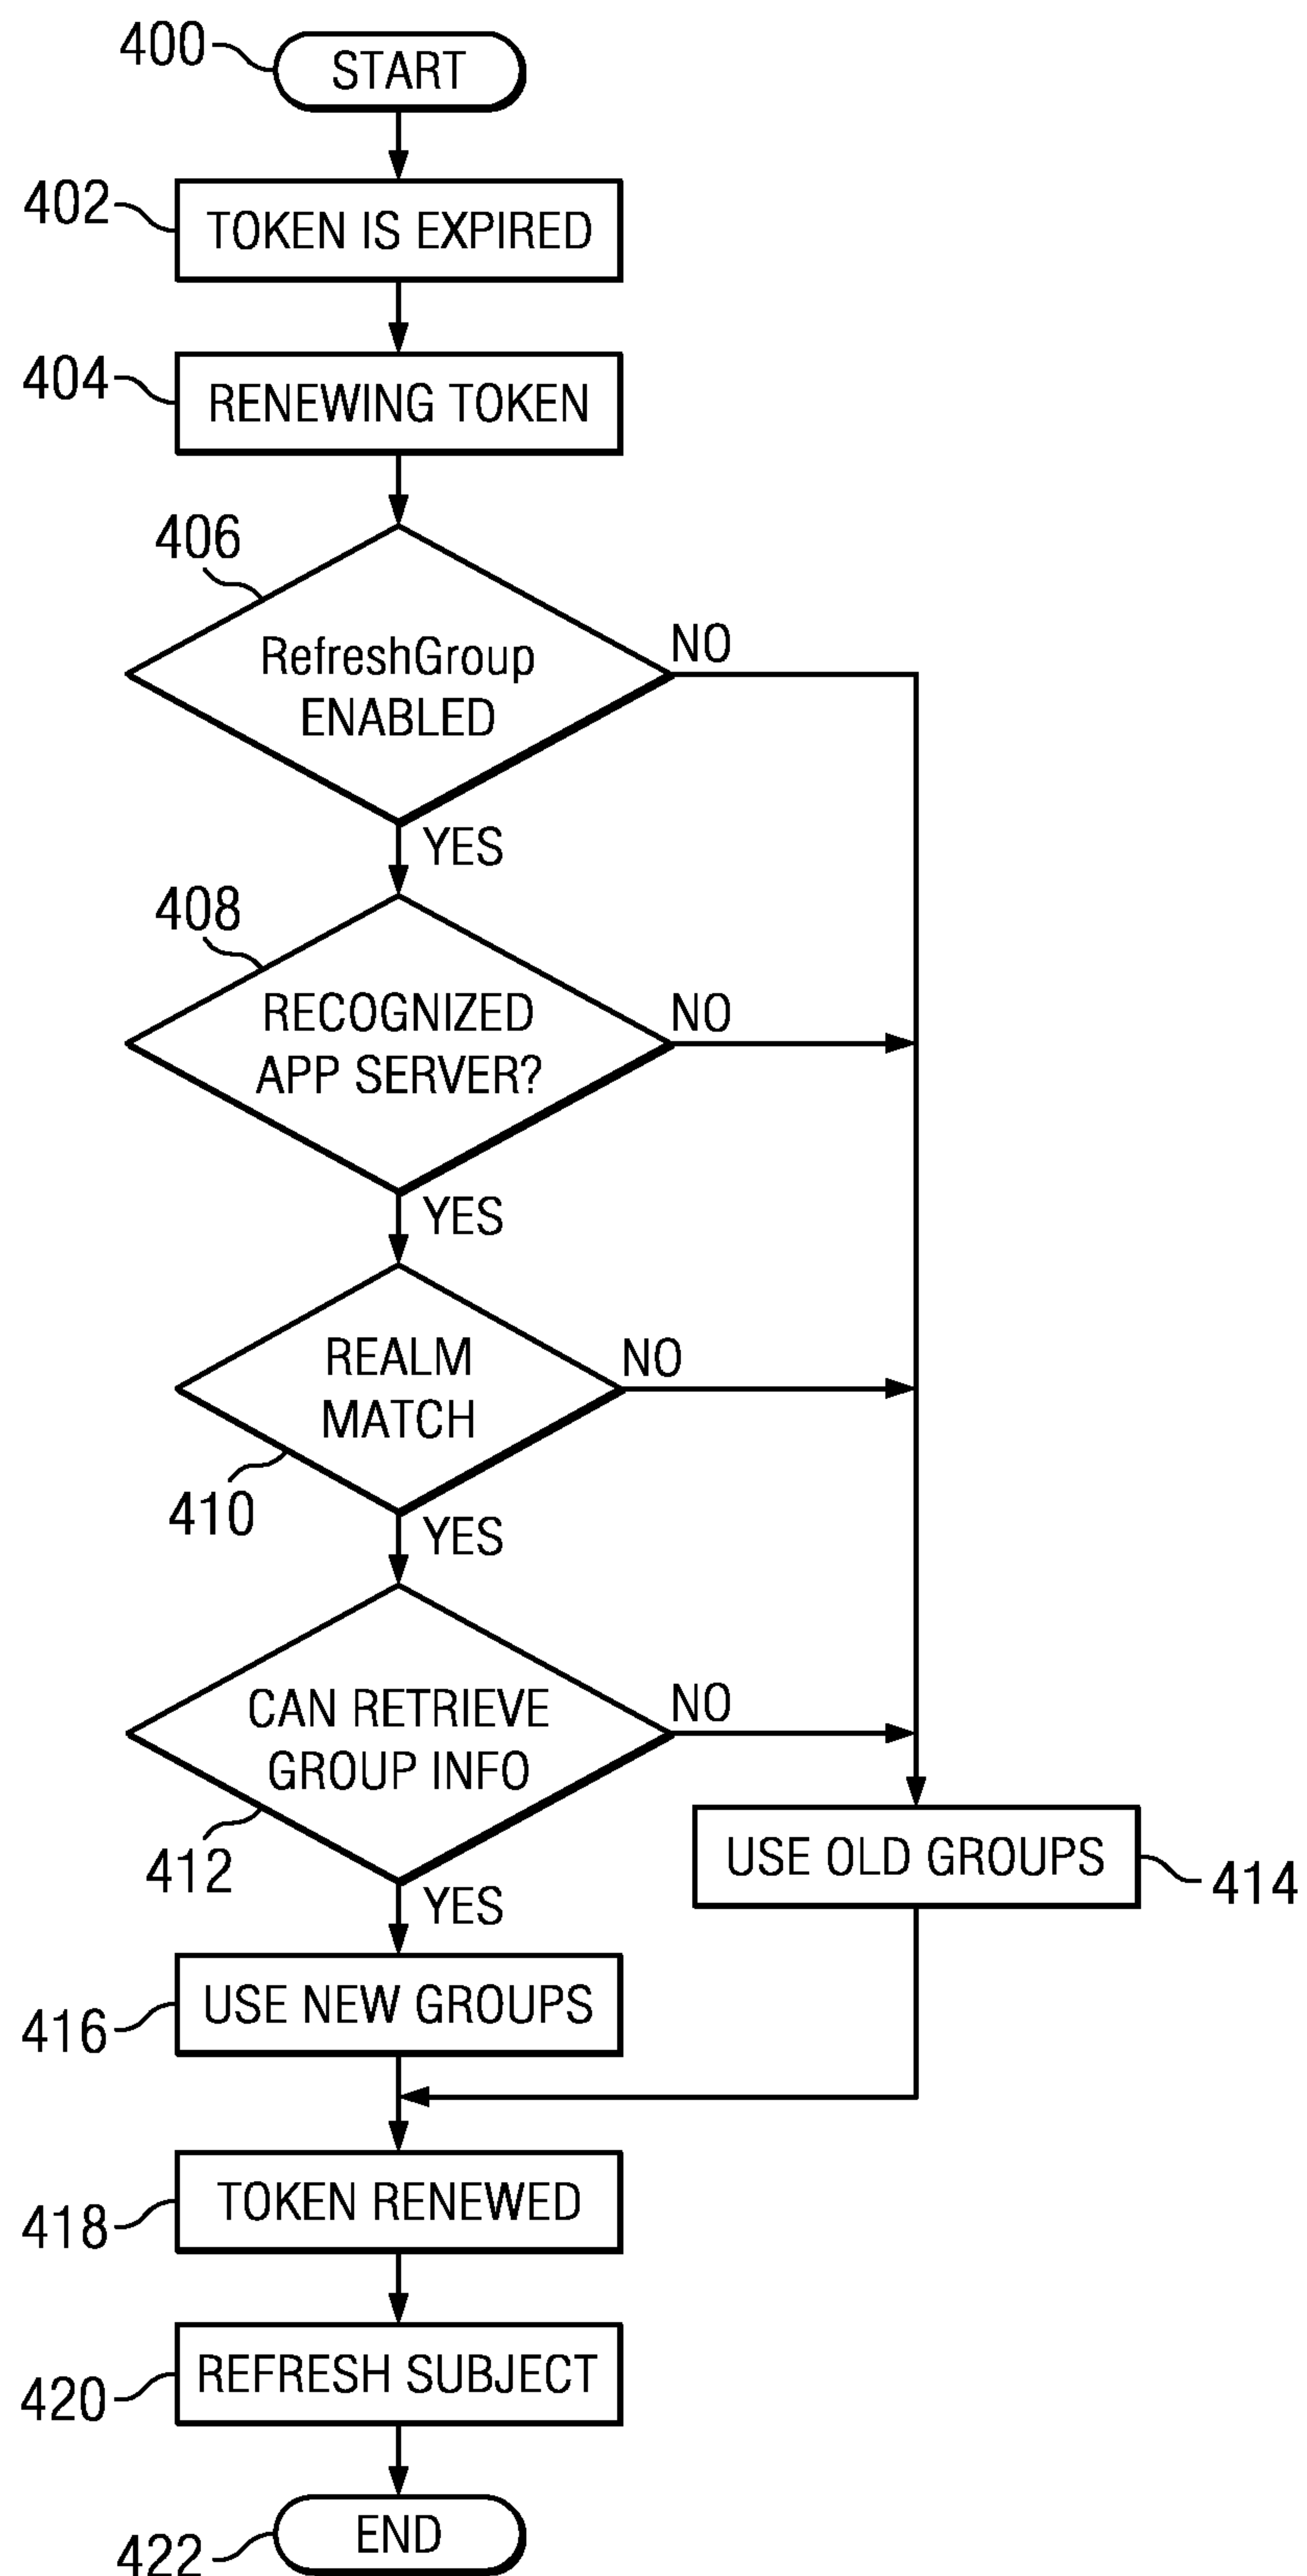 400
START
402
TOKEN IS EXPIRED
404
RENEWING TOKEN
406
RefreshGroup
ENABLED
NO
YES
408
RECOGNIZED
APP SERVER?
NO
YES
REALM
MATCH
NO
410
YES
CAN RETRIEVE
GROUP INFO
NO
412
YES
USE OLD GROUPS
414
USE NEW GROUPS
416
TOKEN RENEWED
418
REFRESH SUBJECT
420
END
422